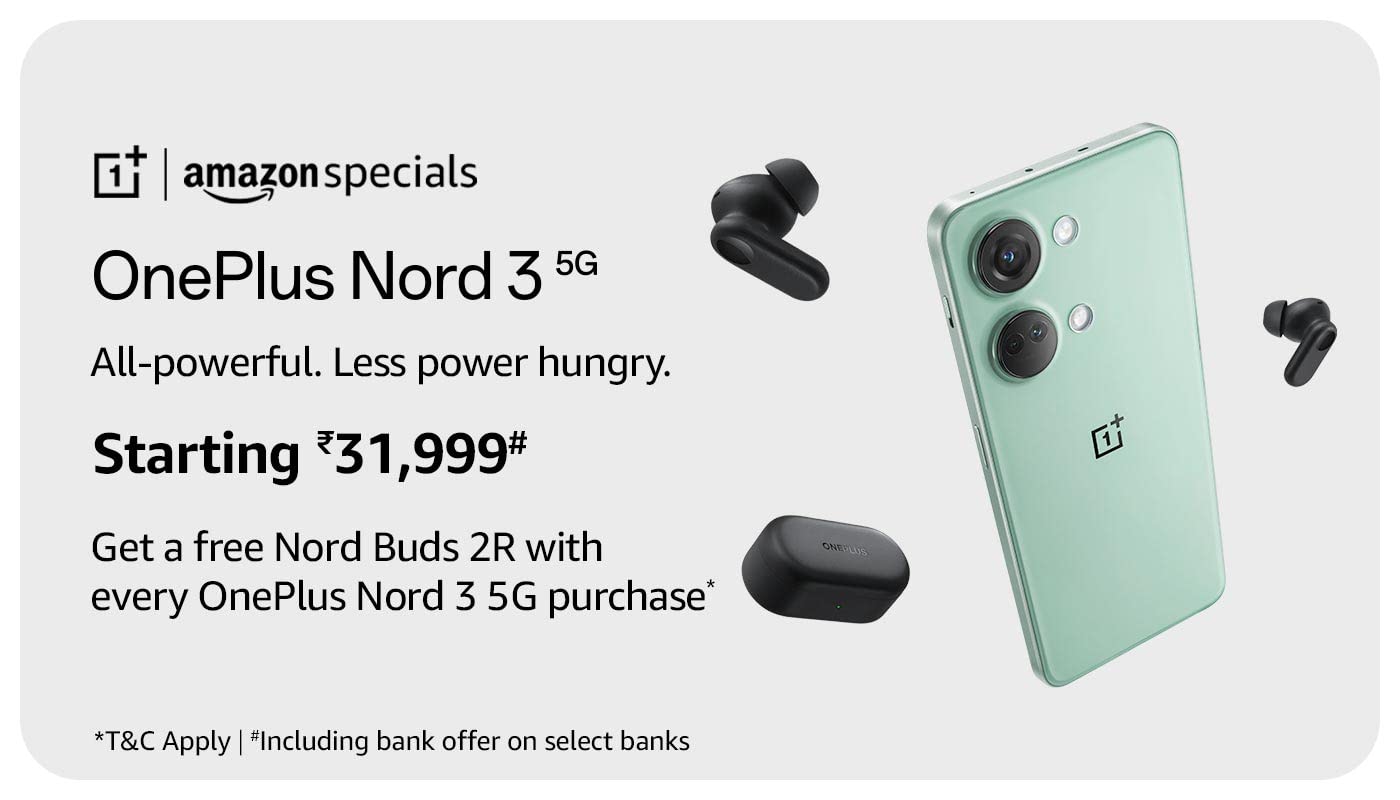 1+ | amazonspecials
OnePlus Nord 3 5G
All-powerful. Less power hungry.
Starting ₹31,999#
Get a free Nord Buds 2R with
every OnePlus Nord 3 5G purchase*
ONEPLUS
1+
*T&C Apply | #Including bank offer on select banks